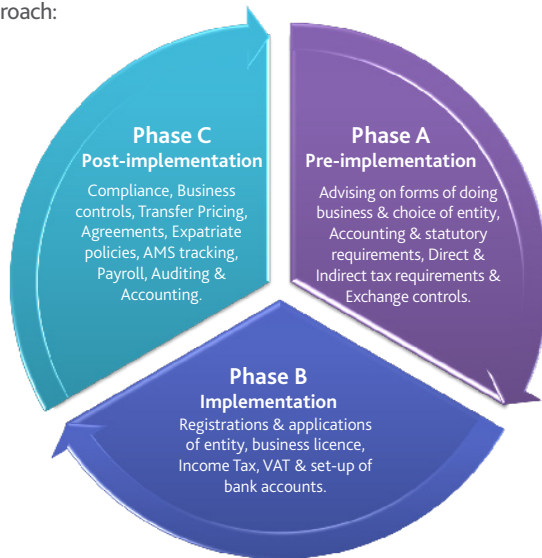 roach:
Phase A
Pre-implementation
Advising on forms of doing
business & choice of entity,
Accounting & statutory
requirements, Direct &
Indirect tax requirements &
Exchange controls.
Phase B
Implementation
Registrations & applications
of entity, business licence,
Income Tax, VAT & set-up of
bank accounts.
Phase C
Post-implementation
Compliance, Business
controls, Transfer Pricing,
Agreements, Expatriate
policies, AMS tracking,
Payroll, Auditing &
Accounting.